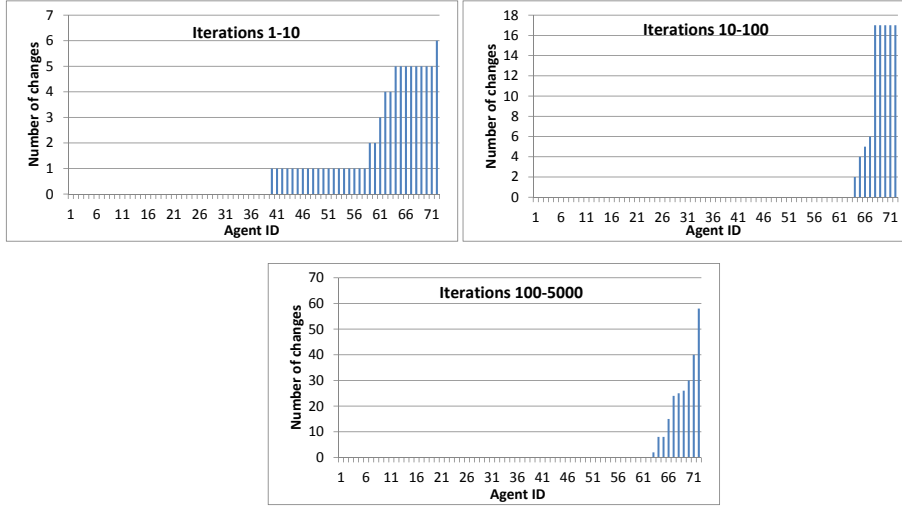 Iterations 1-10
Number of changes
7
6
5
4
3
2
1
0
1 6 11 16 21 26 31 36 41 46 51 56 61 66 71
Agent ID
Iterations 10-100
Number of changes
18
16
14
12
10
8
6
4
2
0
1 6 11 16 21 26 31 36 41 46 51 56 61 66 71
Agent ID
Iterations 100-5000
Number of changes
70
60
50
40
30
20
10
0
1 6 11 16 21 26 31 36 41 46 51 56 61 66 71
Agent ID